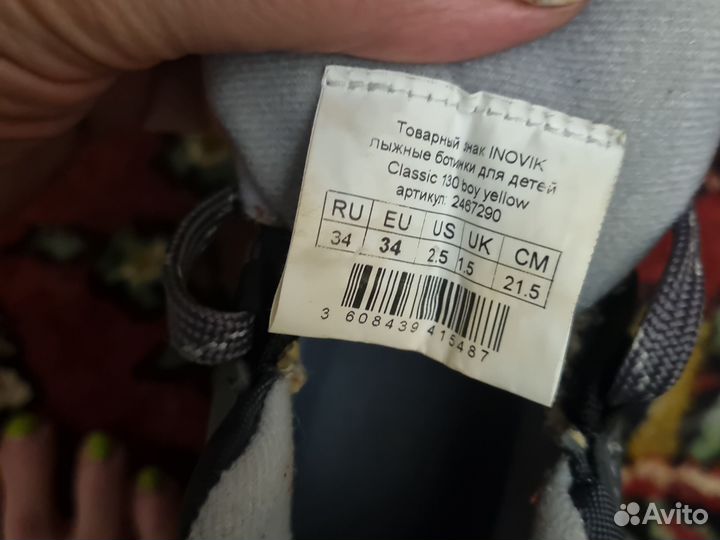 Товарный знак INOVIK
лыжные ботинки для детей
Classic 130 boy yellow
артикул: 2467290
RU EU US UK CM
34 34 2.5 1.5 21.5
3 608439 415487
Avito